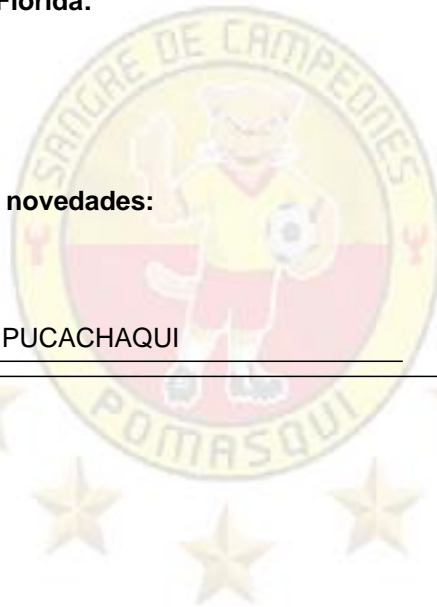 Florida:
SANGRE DE CAMPEONES
novedades:
PUCACHAQUI
POMASQUI